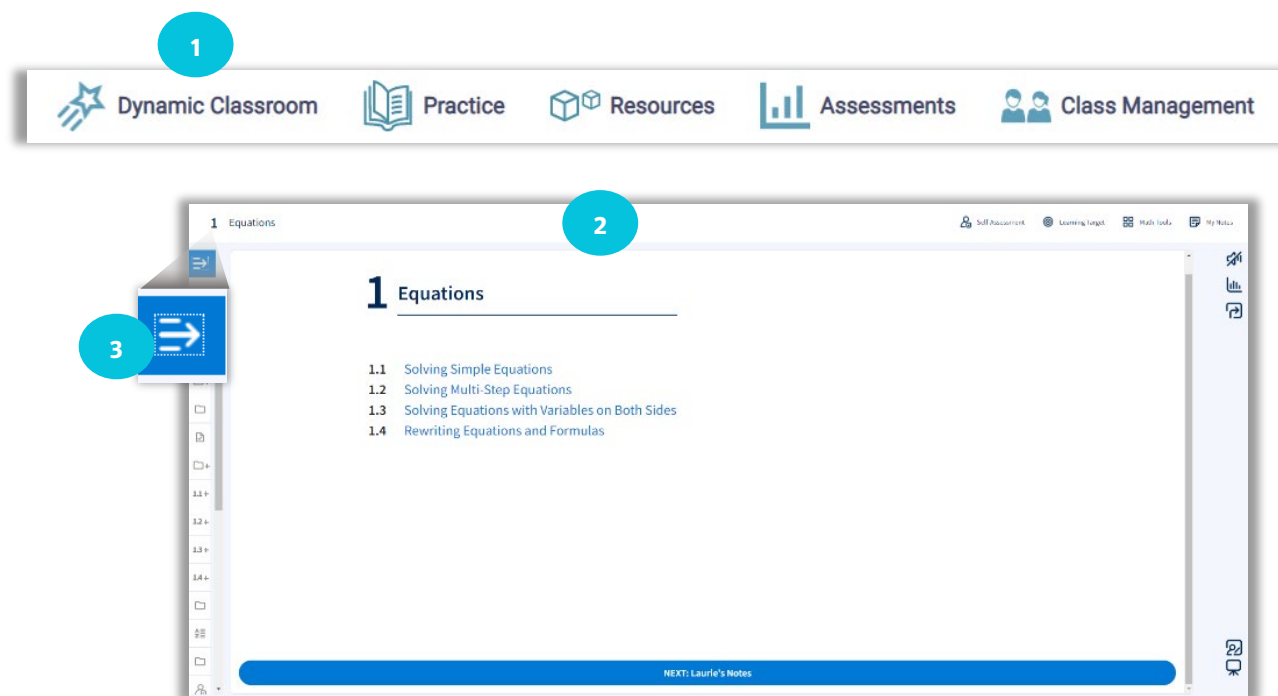 1
Dynamic Classroom Practice Resources Assessments Class Management
1 Equations 2 Self Assessment Learning Target Math Tools My Notes
1 Equations
3
1.1 Solving Simple Equations
1.2 Solving Multi-Step Equations
1.3 Solving Equations with Variables on Both Sides
1.4 Rewriting Equations and Formulas
1.1 +
1.2 +
1.3 +
1.4 +
NEXT: Laurie's Notes